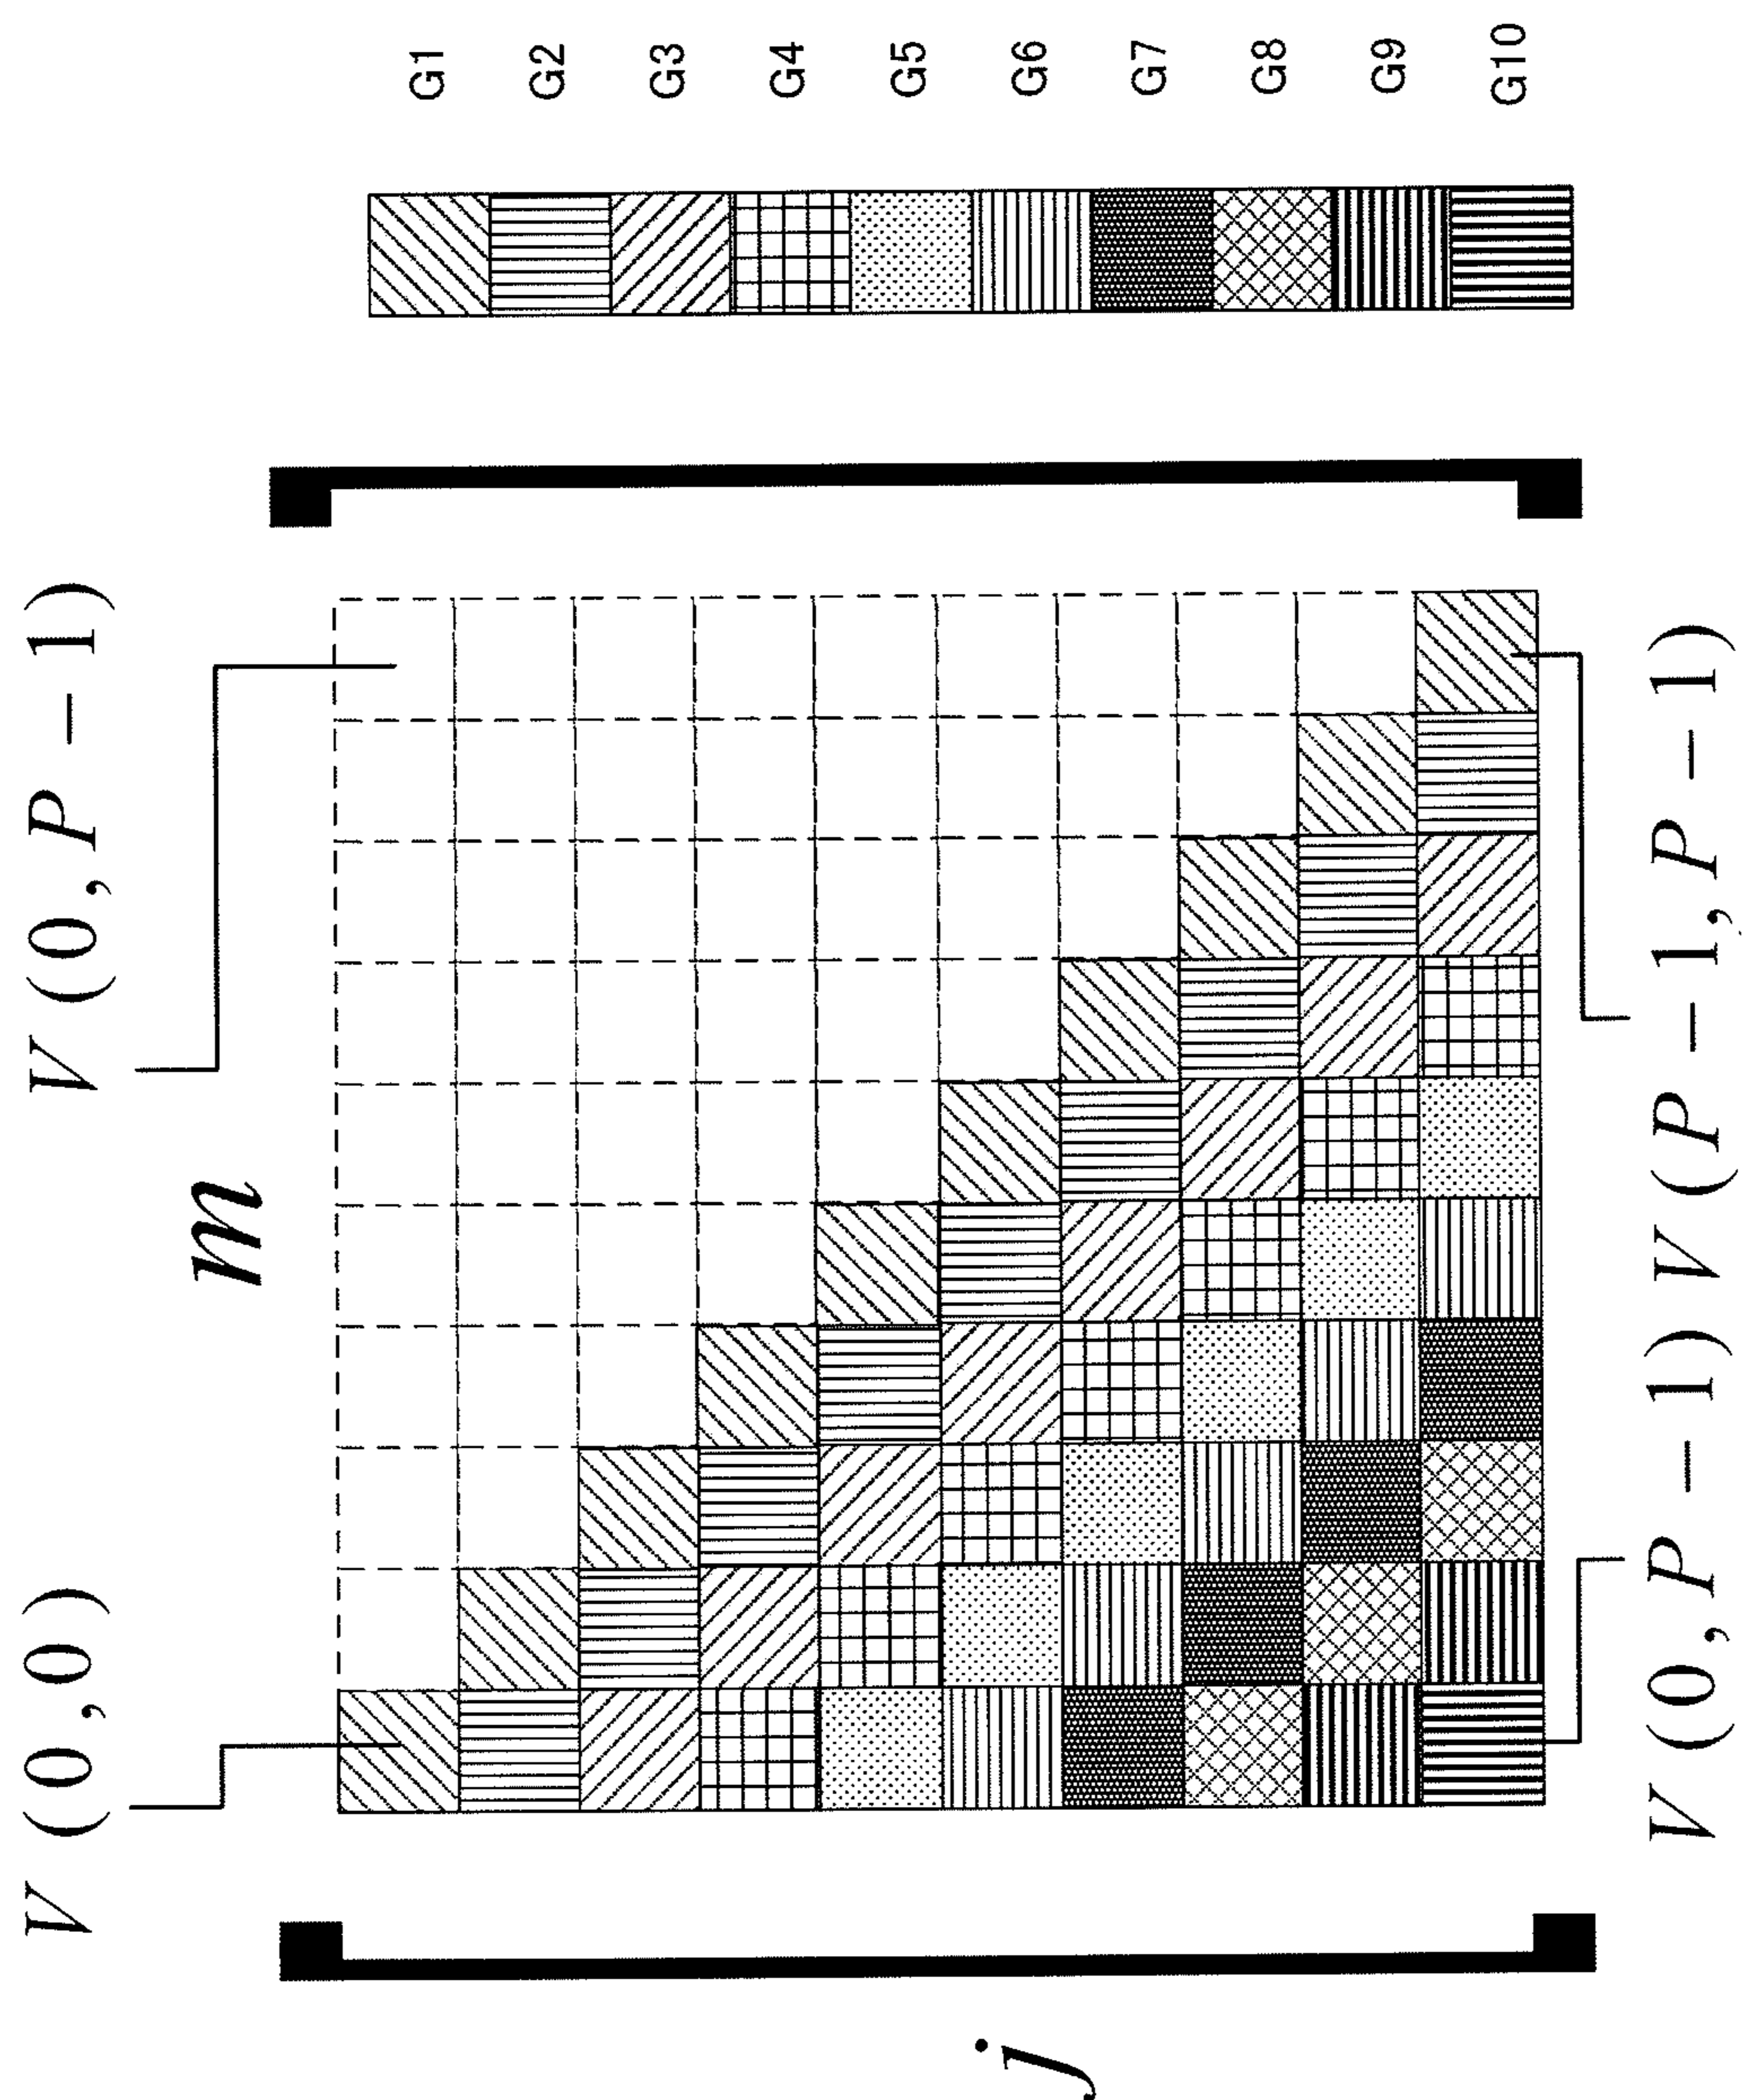 V (0,0)
V (0, P − 1)
m
j
V (0, P − 1)
V (P − 1, P − 1)
G1
G2
G3
G4
G5
G6
G7
G8
G9
G10